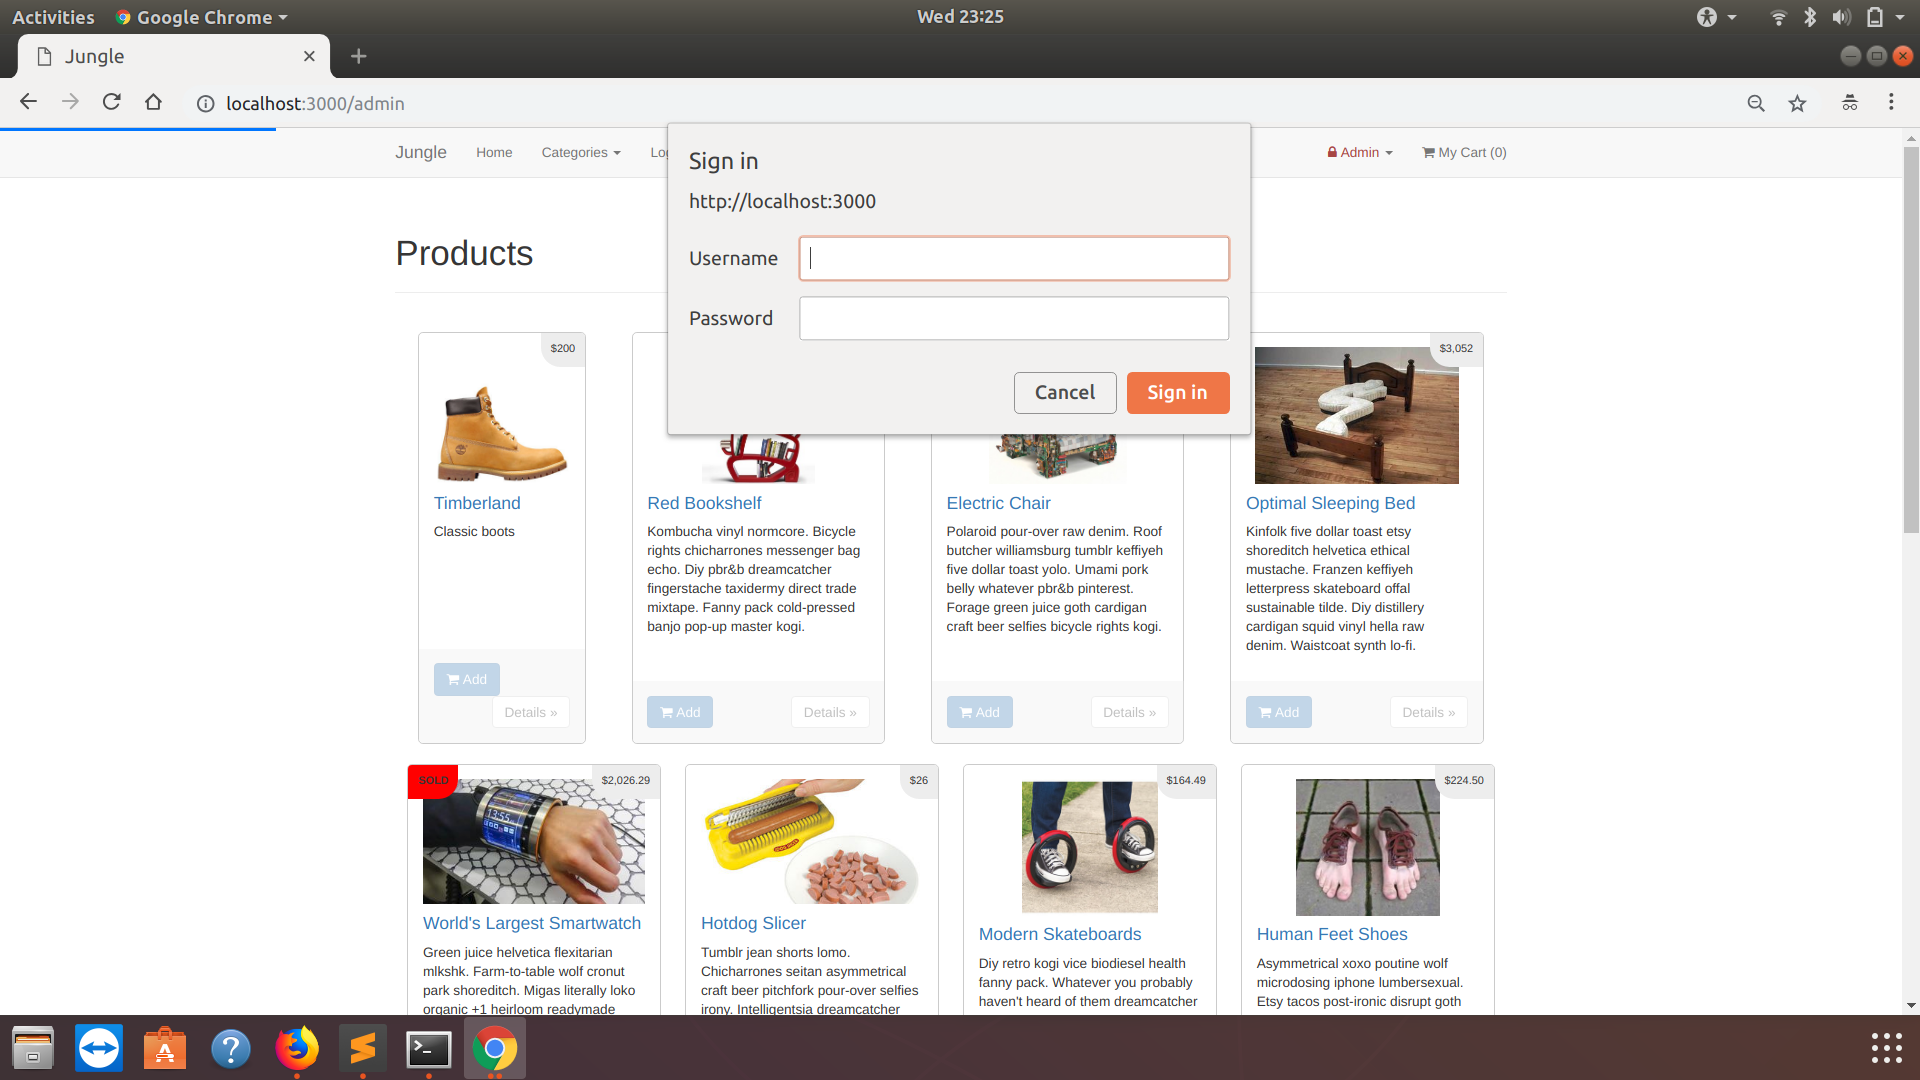 Activities
Google Chrome
Wed 23:25
Jungle
localhost:3000/admin
Jungle
Home
Categories
Admin
My Cart (0)
Sign in
http://localhost:3000
Username
Password
Cancel
Sign in
Products
$200
Timberland
Classic boots
Add
Details »
Red Bookshelf
Kombucha vinyl normcore. Bicycle
rights chicharrones messenger bag
echo. Diy pbr&b dreamcatcher
fingerstache taxidermy direct trade
mixtape. Fanny pack cold-pressed
banjo pop-up master kogi.
Add
Details »
Electric Chair
Polaroid pour-over raw denim. Roof
butcher williamsburg tumblr keffiyeh
five dollar toast yolo. Umami pork
belly whatever pbr&b pinterest.
Forage green juice goth cardigan
craft beer selfies bicycle rights kogi.
Add
Details »
$3,052
Optimal Sleeping Bed
Kinfolk five dollar toast etsy
shoreditch helvetica ethical
mustache. Franzen keffiyeh
letterpress skateboard offal
sustainable tilde. Diy distillery
cardigan squid vinyl hella raw
denim. Waistcoat synth lo-fi.
Add
Details »
SOLD
$2,026.29
13:55
World's Largest Smartwatch
Green juice helvetica flexitarian
mlkshk. Farm-to-table wolf cronut
park shoreditch. Migas literally loko
organic +1 heirloom readymade
$26
Hotdog Slicer
Tumblr jean shorts lomo.
Chicharrones seitan asymmetrical
craft beer pitchfork pour-over selfies
irony. Intelligentsia dreamcatcher
$164.49
Modern Skateboards
Diy retro kogi vice biodiesel health
fanny pack. Whatever you probably
haven't heard of them dreamcatcher
$224.50
Human Feet Shoes
Asymmetrical xoxo poutine wolf
microdosing iphone lumbersexual.
Etsy tacos post-ironic disrupt goth